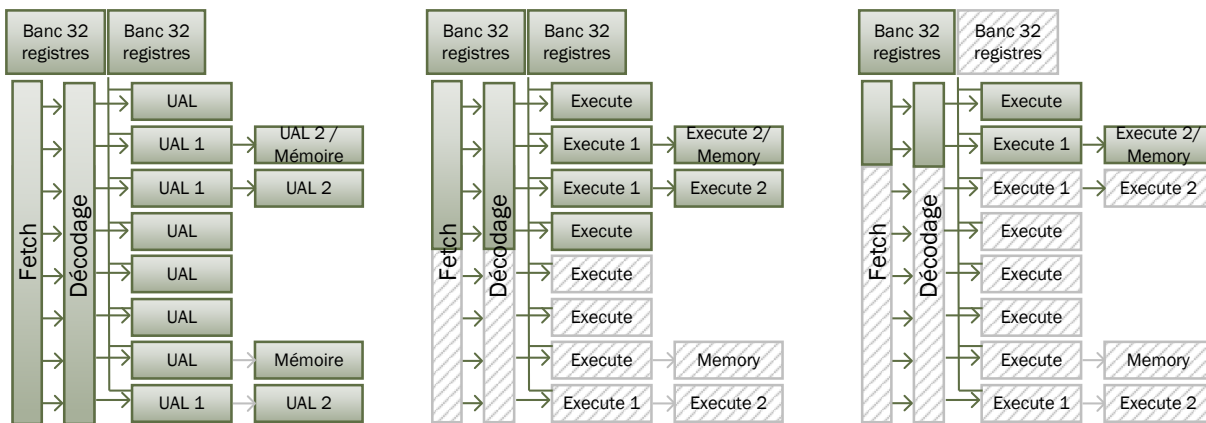 Banc 32
registres
Banc 32
registres
Fetch
Décodage
UAL
UAL 1
UAL 2 /
Mémoire
UAL 1
UAL 2
UAL
UAL
UAL
UAL
Mémoire
UAL 1
UAL 2
Banc 32
registres
Banc 32
registres
Fetch
Décodage
Execute
Execute 1
Execute 2/
Memory
Execute 1
Execute 2
Execute
Execute
Execute
Execute
Memory
Execute 1
Execute 2
Banc 32
registres
Banc 32
registres
Fetch
Décodage
Execute
Execute 1
Execute 2/
Memory
Execute 1
Execute 2
Execute
Execute
Execute
Execute
Memory
Execute 1
Execute 2